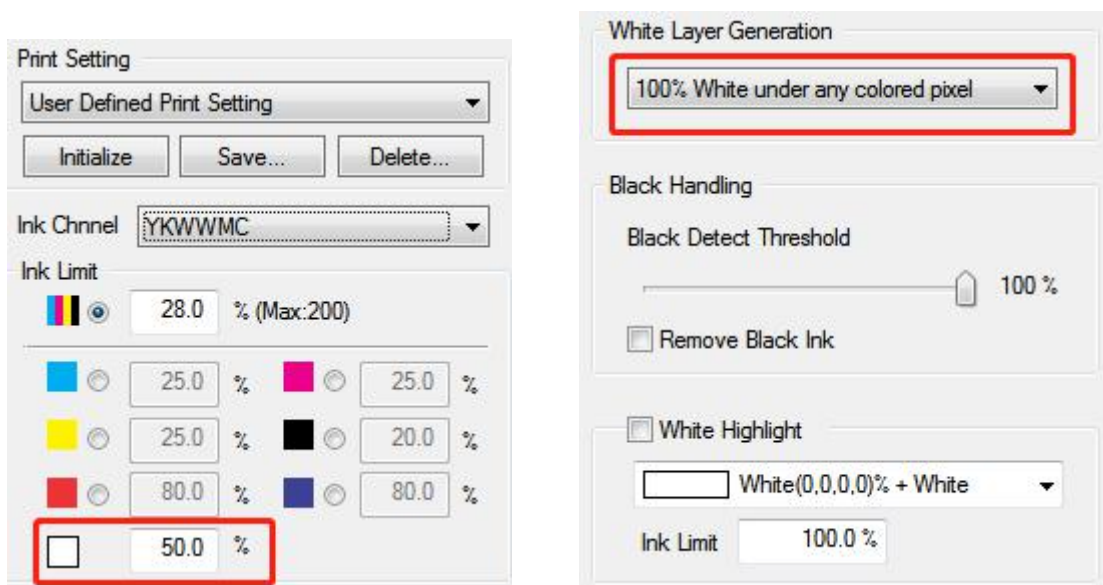 Print Setting
User Defined Print Setting
Initialize Save... Delete...
Ink Chnnel YKWWMC
Ink Limit
28.0 % (Max:200)
25.0 % 25.0 %
25.0 % 20.0 %
80.0 % 80.0 %
50.0 %
White Layer Generation
100% White under any colored pixel
Black Handling
Black Detect Threshold
100 %
Remove Black Ink
White Highlight
White(0,0,0,0)% + White
Ink Limit 100.0 %